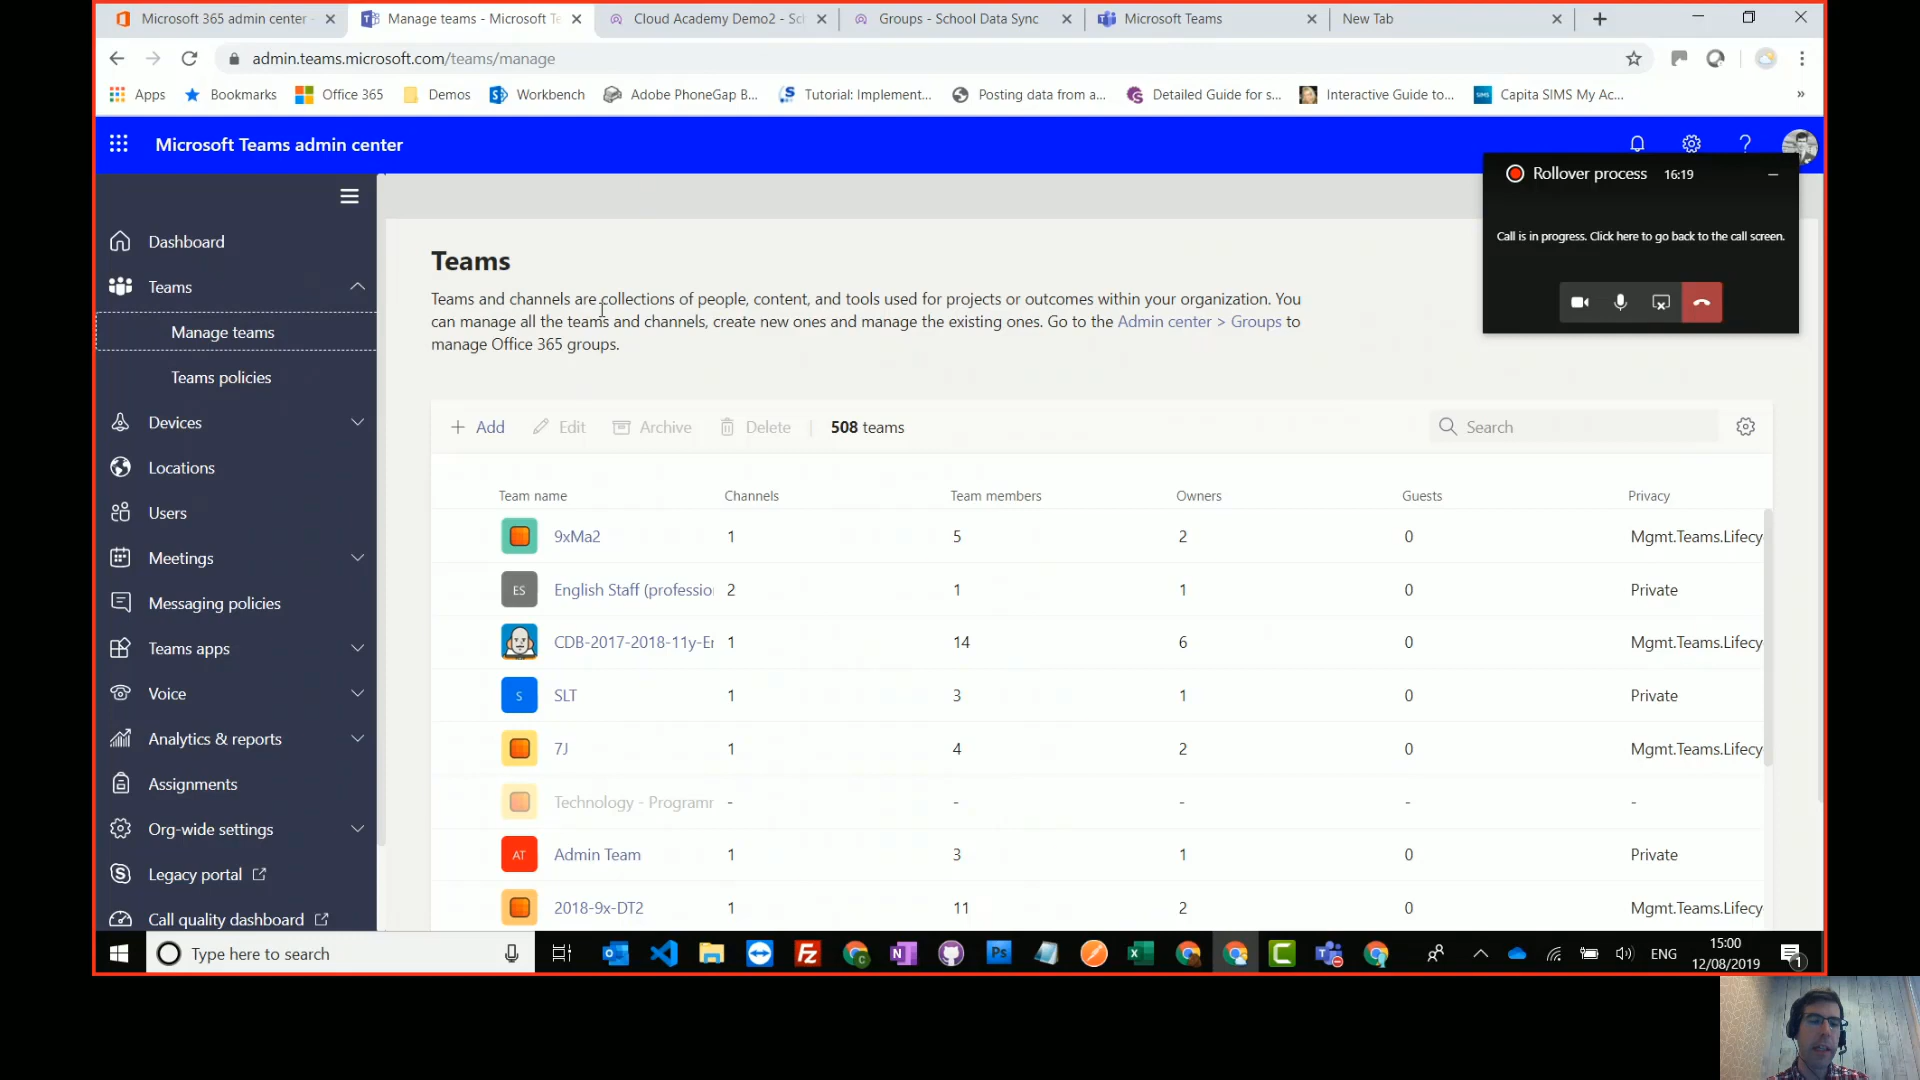 Microsoft 365 admin center -
Manage teams - Microsoft Te
Cloud Academy Demo2 - Sch
Groups - School Data Sync
Microsoft Teams
New Tab
admin.teams.microsoft.com/teams/manage
Apps
Bookmarks
Office 365
Demos
Workbench
Adobe PhoneGap B...
Tutorial: Implement...
Posting data from a...
Detailed Guide for s...
Interactive Guide to...
Capita SIMS My Ac...
Microsoft Teams admin center
Rollover process 16:19
Call is in progress. Click here to go back to the call screen.
Dashboard
Teams
Manage teams
Teams policies
Devices
Locations
Users
Meetings
Messaging policies
Teams apps
Voice
Analytics & reports
Assignments
Org-wide settings
Legacy portal
Call quality dashboard
Teams
Teams and channels are collections of people, content, and tools used for projects or outcomes within your organization. You
can manage all the teams and channels, create new ones and manage the existing ones. Go to the Admin center > Groups to
manage Office 365 groups.
+ Add Edit Archive Delete | 508 teams Search
Team name Channels Team members Owners Guests Privacy
9xMa2 1 5 2 0 Mgmt.Teams.Lifecy
ES English Staff (professio 2 1 1 0 Private
CDB-2017-2018-11y-Er 1 14 6 0 Mgmt.Teams.Lifecy
S SLT 1 3 1 0 Private
7J 1 4 2 0 Mgmt.Teams.Lifecy
Technology - Programr - - - - -
AT Admin Team 1 3 1 0 Private
2018-9x-DT2 1 11 2 0 Mgmt.Teams.Lifecy
Type here to search
ENG
15:00
12/08/2019
1